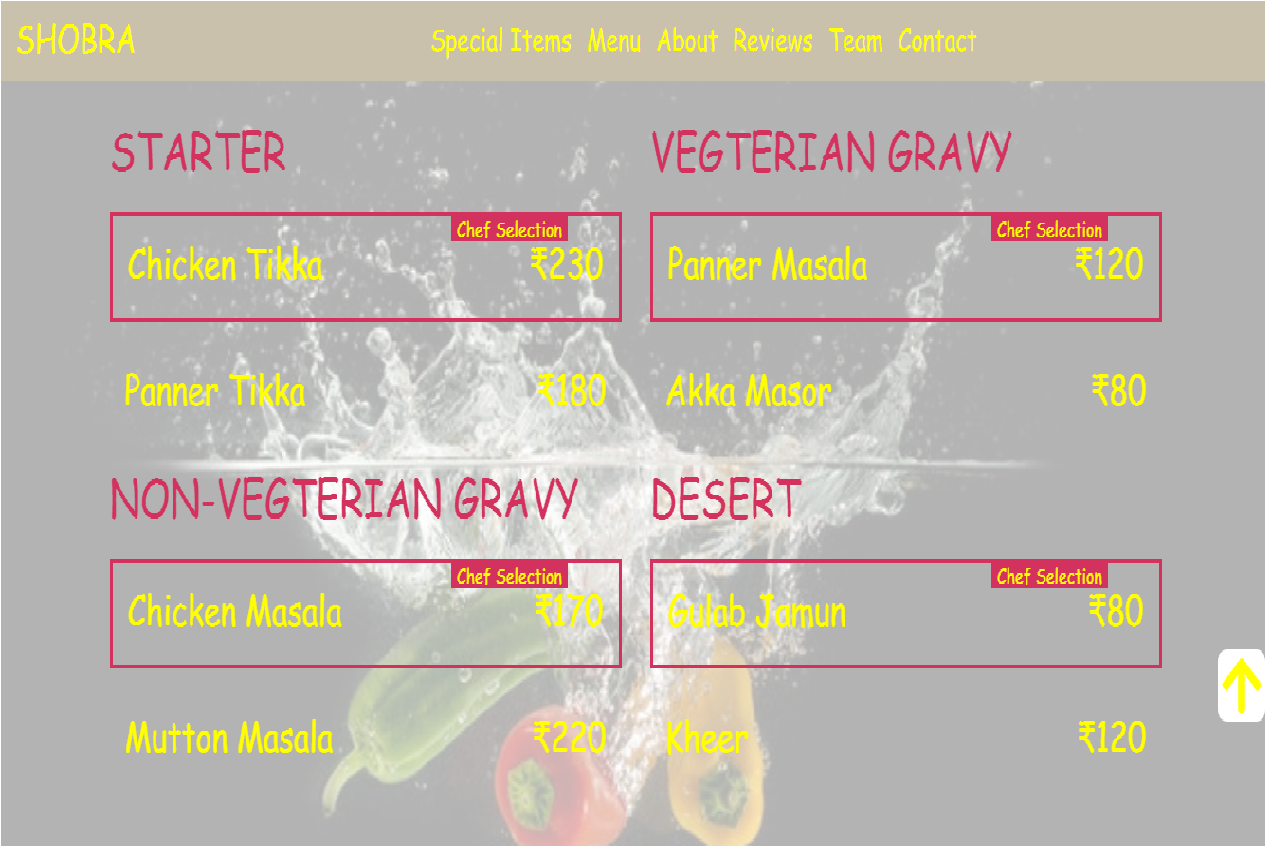 SHOBRA
Special Items Menu About Reviews Team Contact
STARTER
Chef Selection
Chicken Tikka ₹230
Panner Tikka ₹180
VEGTERIAN GRAVY
Chef Selection
Panner Masala ₹120
Akka Masor ₹80
NON-VEGTERIAN GRAVY
Chef Selection
Chicken Masala ₹170
Mutton Masala ₹220
DESERT
Chef Selection
Gulab Jamun ₹80
Kheer ₹120